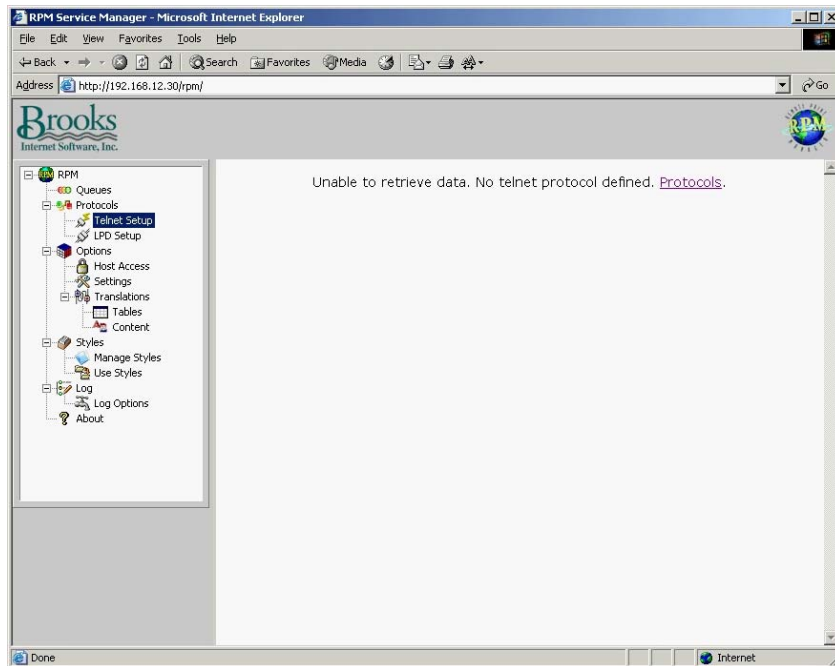 RPM Service Manager - Microsoft Internet Explorer
File Edit View Favorites Tools Help
Back Search Favorites Media
Address http://192.168.12.30/rpm/ Go
Brooks
Internet Software, Inc.
RPM
RPM
Queues
Protocols
Telnet Setup
LPD Setup
Options
Host Access
Settings
Translations
Tables
Content
Styles
Manage Styles
Use Styles
Log
Log Options
About
Unable to retrieve data. No telnet protocol defined. Protocols.
Done Internet